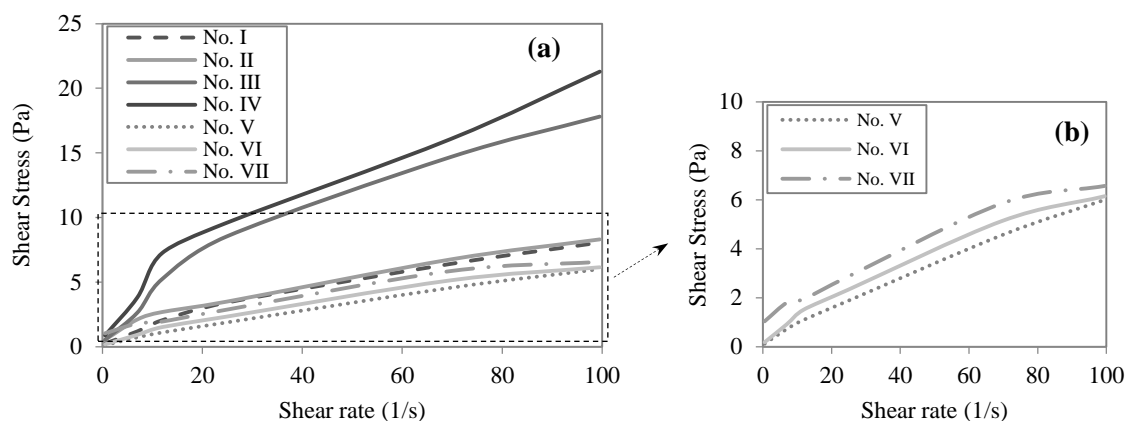 25
20
15
10
5
0
Shear Stress (Pa)
No. I
No. II
No. III
No. IV
No. V
No. VI
No. VII
(a)
0 20 40 60 80 100
Shear rate (1/s)
10
8
6
4
2
0
Shear Stress (Pa)
No. V
No. VI
No. VII
(b)
0 20 40 60 80 100
Shear rate (1/s)